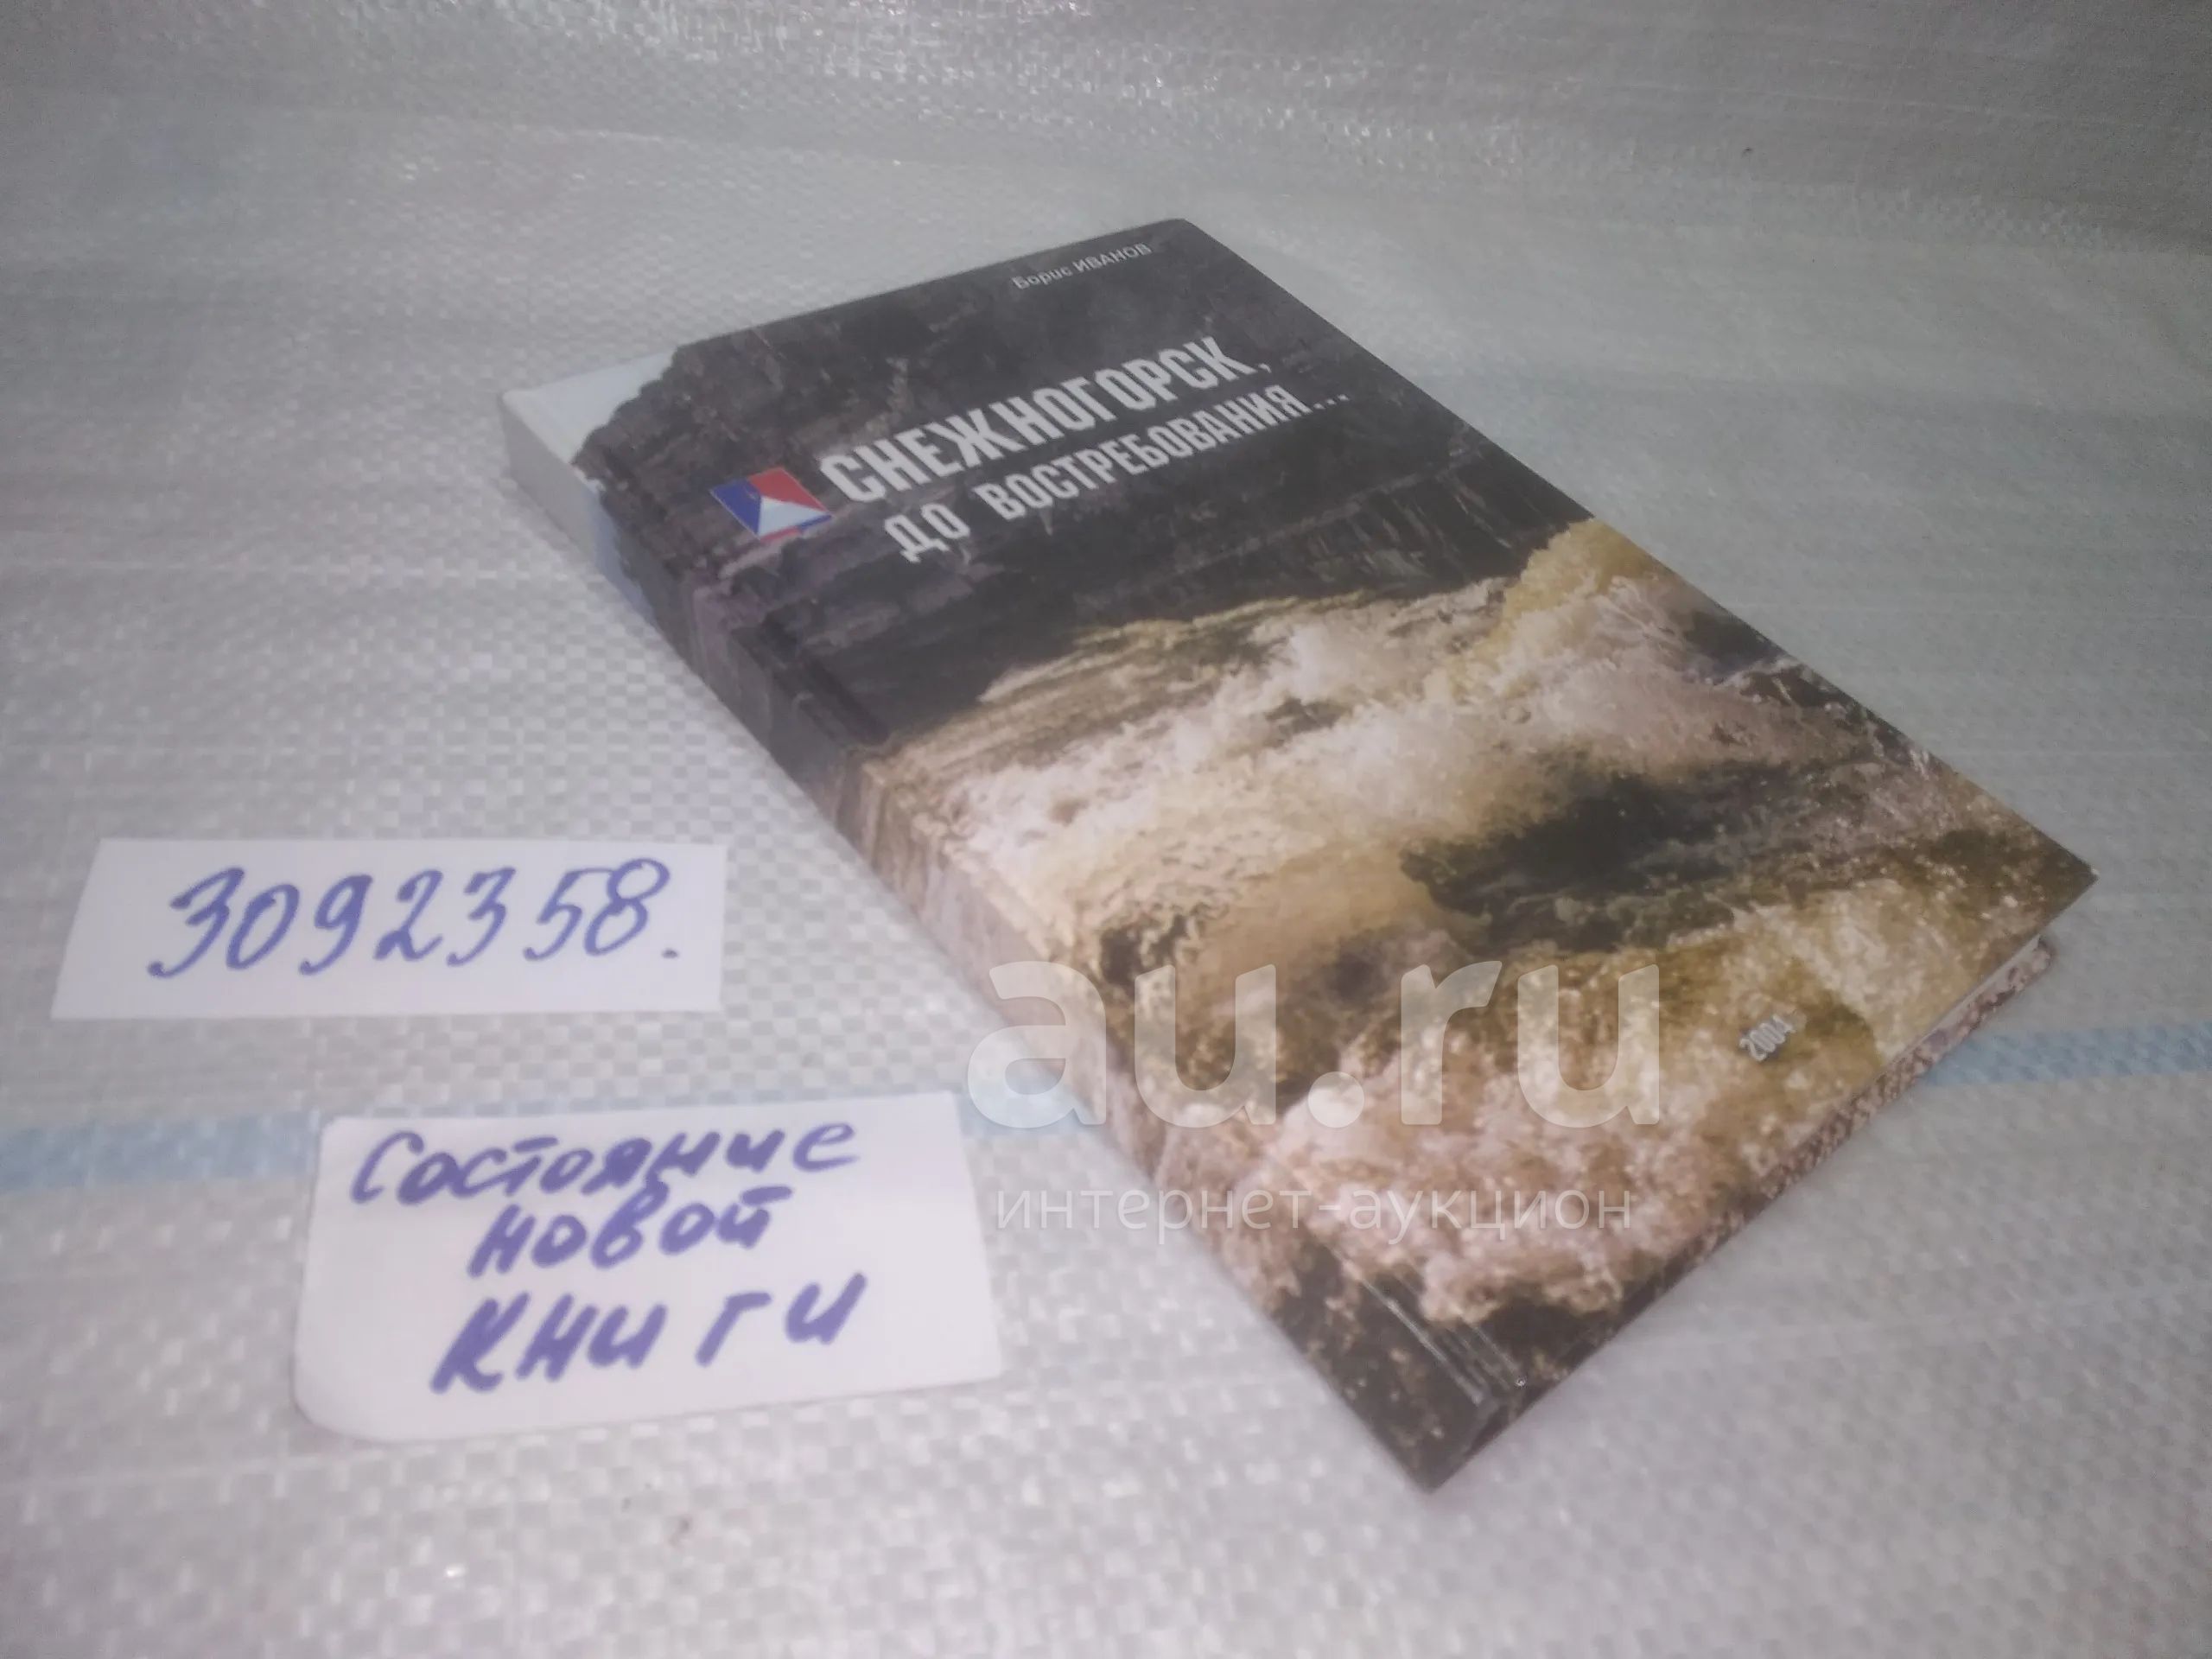 Борис ИВАНОВ
СНЕЖНОГОРСК,
ДО ВОСТРЕБОВАНИЯ...
3092358.
au.ru
2004
Состояние
интернет-аукцион
новой
книги